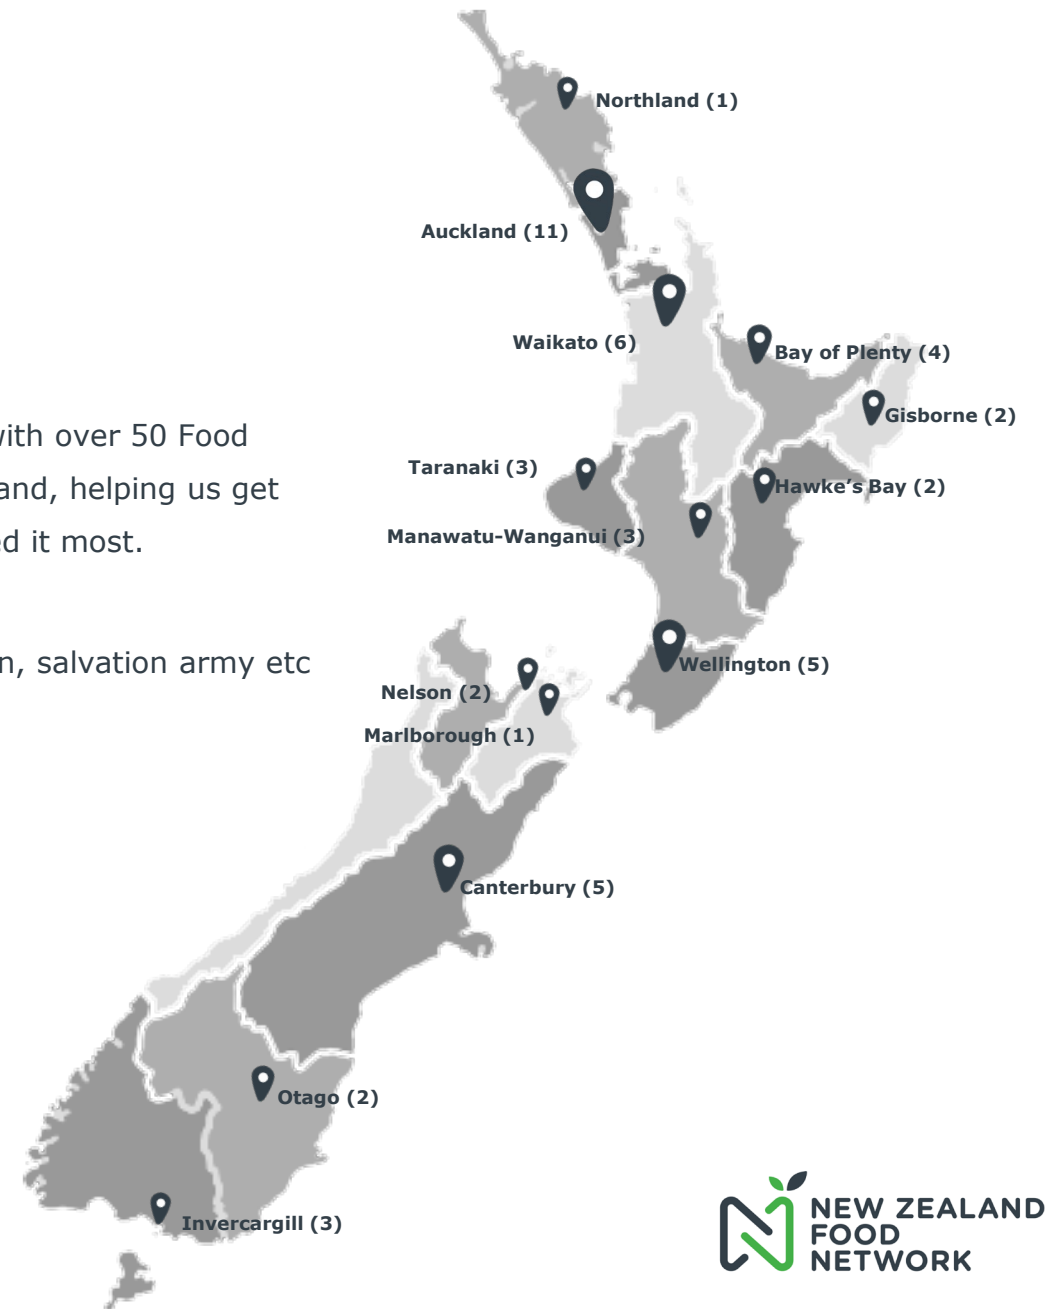 Northland (1)
Auckland (11)
Waikato (6)
Bay of Plenty (4)
Gisborne (2)
with over 50 Food
Taranaki (3)
Hawke's Bay (2)
and, helping us get
Manawatu-Wanganui (3)
d it most.
Wellington (5)
n, salvation army etc
Nelson (2)
Marlborough (1)
Canterbury (5)
Otago (2)
Invercargill (3)
NEW ZEALAND
FOOD
NETWORK